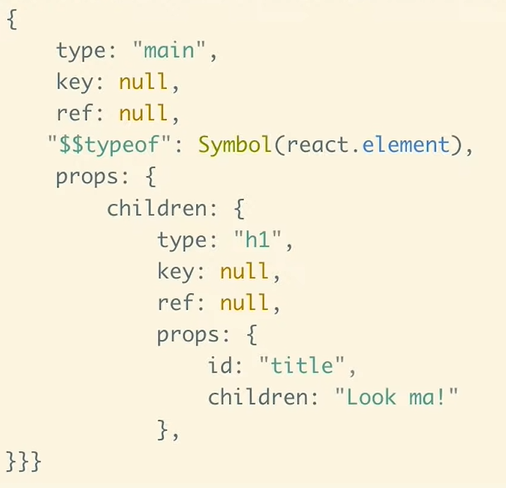 {
    type: "main",
    key: null,
    ref: null,
   "$$typeof": Symbol(react.element),
    props: {
        children: {
            type: "h1",
            key: null,
            ref: null,
            props: {
                id: "title",
                children: "Look ma!"
            },
}}}